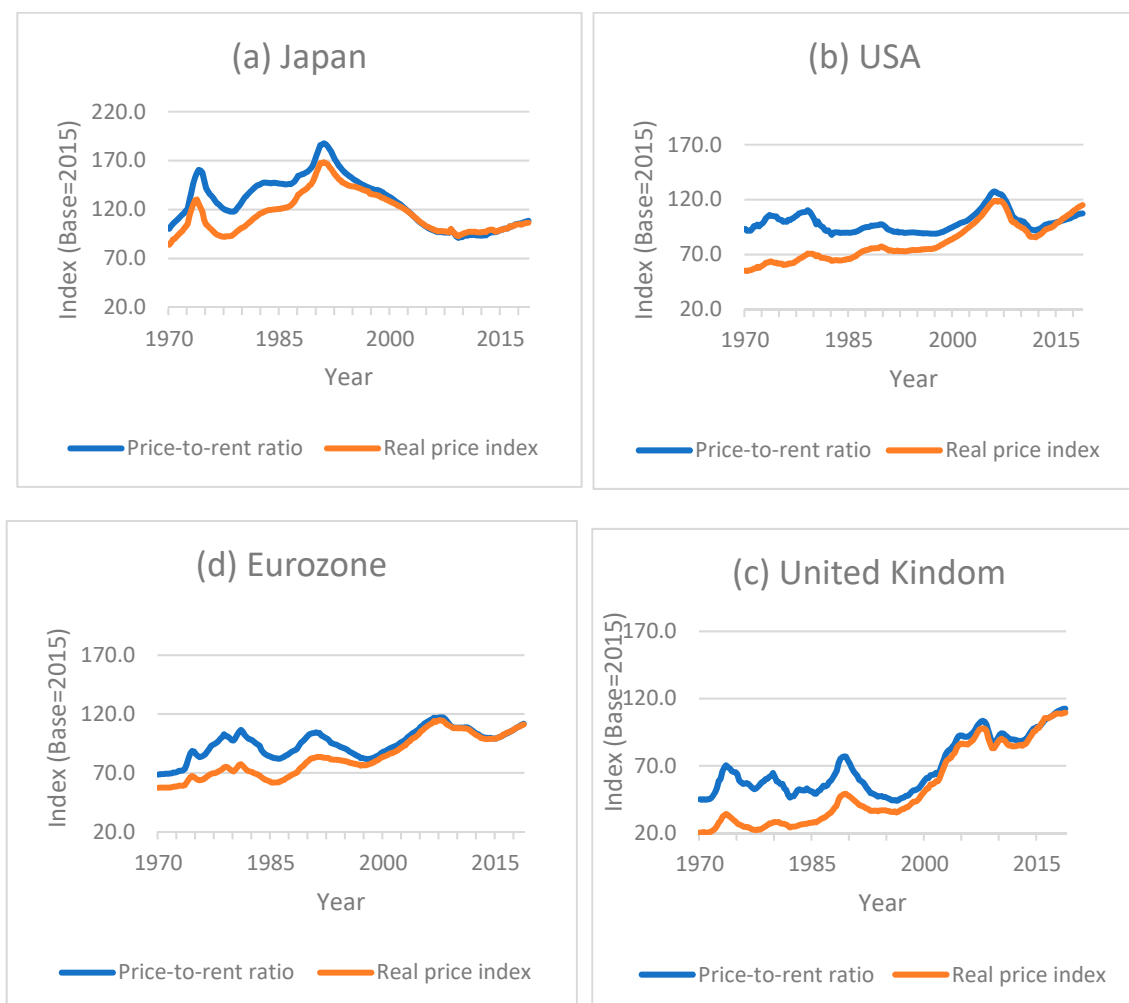 (a) Japan
Index (Base=2015)
220.0
170.0
120.0
70.0
20.0
1970 1985 2000 2015
Year
Price-to-rent ratio Real price index
(b) USA
Index (Base=2015)
170.0
120.0
70.0
20.0
1970 1985 2000 2015
Year
Price-to-rent ratio Real price index
(d) Eurozone
Index (Base=2015)
170.0
120.0
70.0
20.0
1970 1985 2000 2015
Year
Price-to-rent ratio Real price index
(c) United Kindom
Index (Base=2015)
170.0
120.0
70.0
20.0
1970 1985 2000 2015
Year
Price-to-rent ratio Real price index